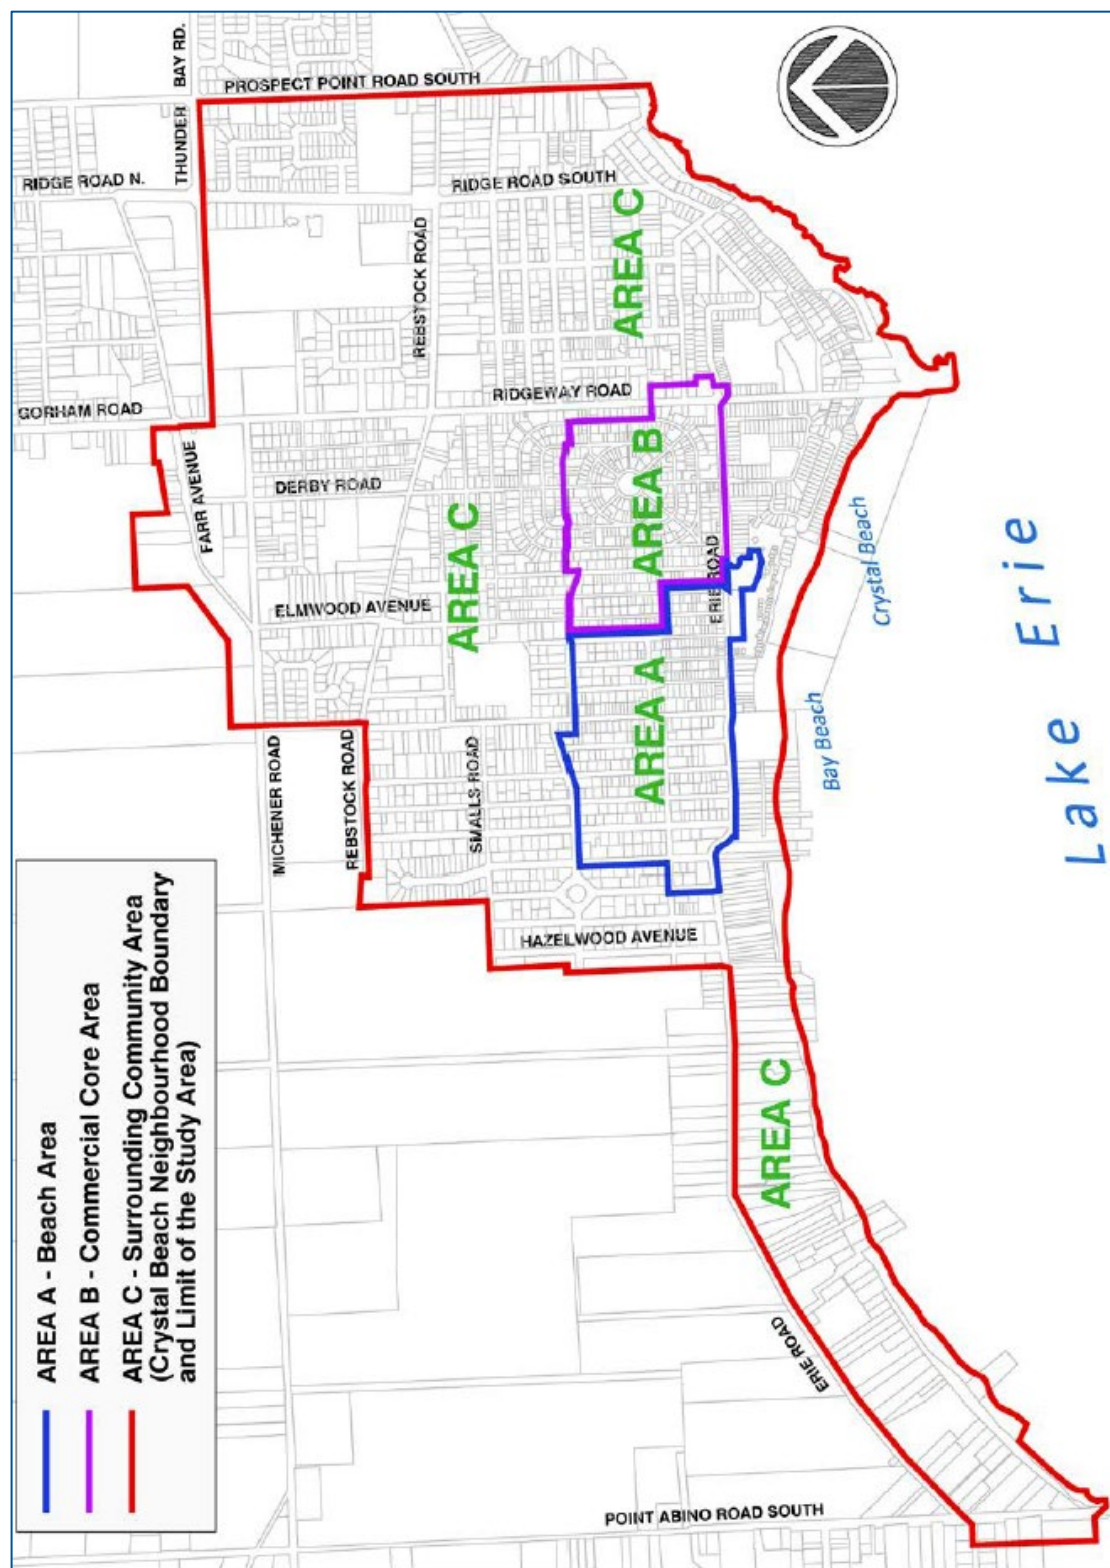 THUNDER BAY RD.
PROSPECT POINT ROAD SOUTH
RIDGE ROAD N.
RIDGE ROAD SOUTH
AREA C
REBSTOCK ROAD
GORHAM ROAD
RIDGEWAY ROAD
FARR AVENUE
DERBY ROAD
AREA C
AREA B
ERIE ROAD
Crystal Beach
Lake Erie
ELMWOOD AVENUE
AREA A
Bay Beach
MICHENER ROAD
REBSTOCK ROAD
SMALLS ROAD
HAZELWOOD AVENUE
AREA C
ERIE ROAD
POINT ABINO ROAD SOUTH
AREA A - Beach Area
AREA B - Commercial Core Area
AREA C - Surrounding Community Area
(Crystal Beach Neighbourhood Boundary
and Limit of the Study Area)